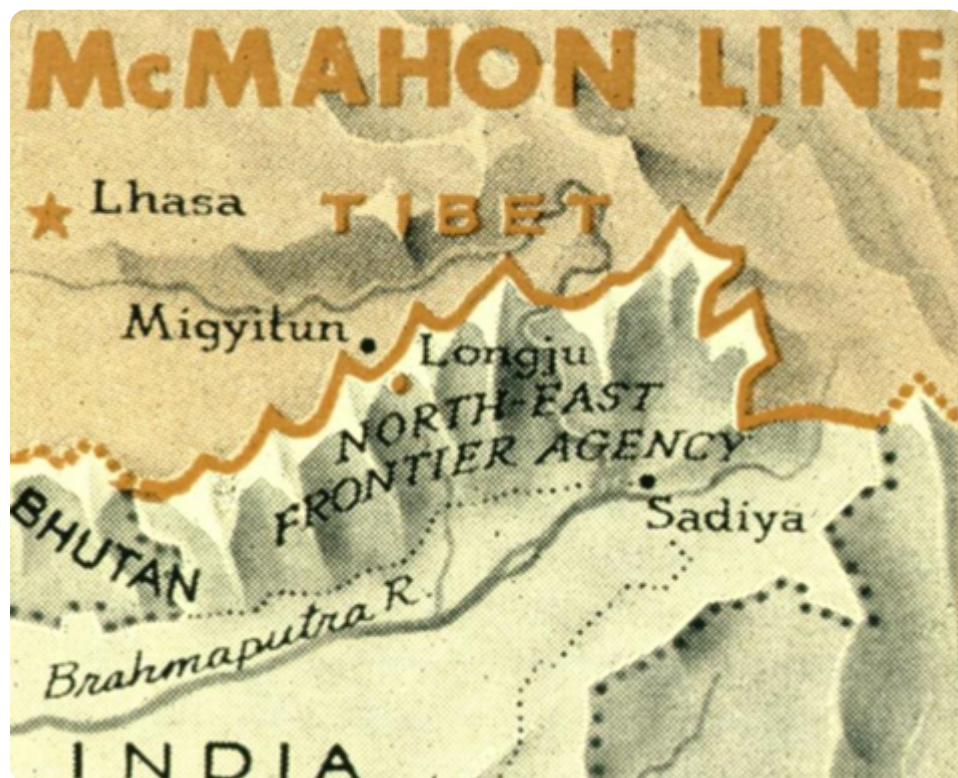 McMAHON LINE
Lhasa
TIBET
Migyitun
Longju
NORTH-EAST
FRONTIER AGENCY
Sadiya
BHUTAN
Brahmaputra R.
INDIA